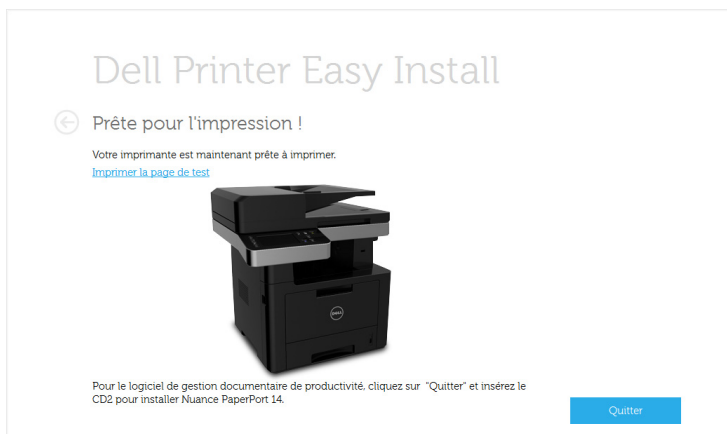 Dell Printer Easy Install
Prête pour l'impression !
Votre imprimante est maintenant prête à imprimer.
Imprimer la page de test
DELL
Pour le logiciel de gestion documentaire de productivité, cliquez sur "Quitter" et insérez le
CD2 pour installer Nuance PaperPort 14.
Quitter